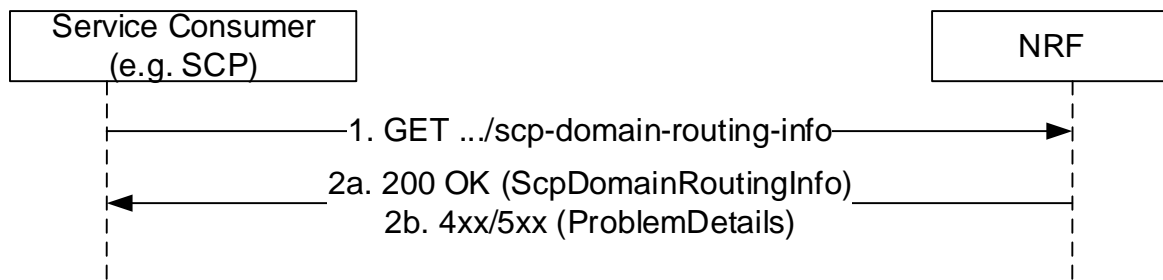 Service Consumer
(e.g. SCP)
NRF
1. GET .../scp-domain-routing-info
2a. 200 OK (ScpDomainRoutingInfo)
2b. 4xx/5xx (ProblemDetails)